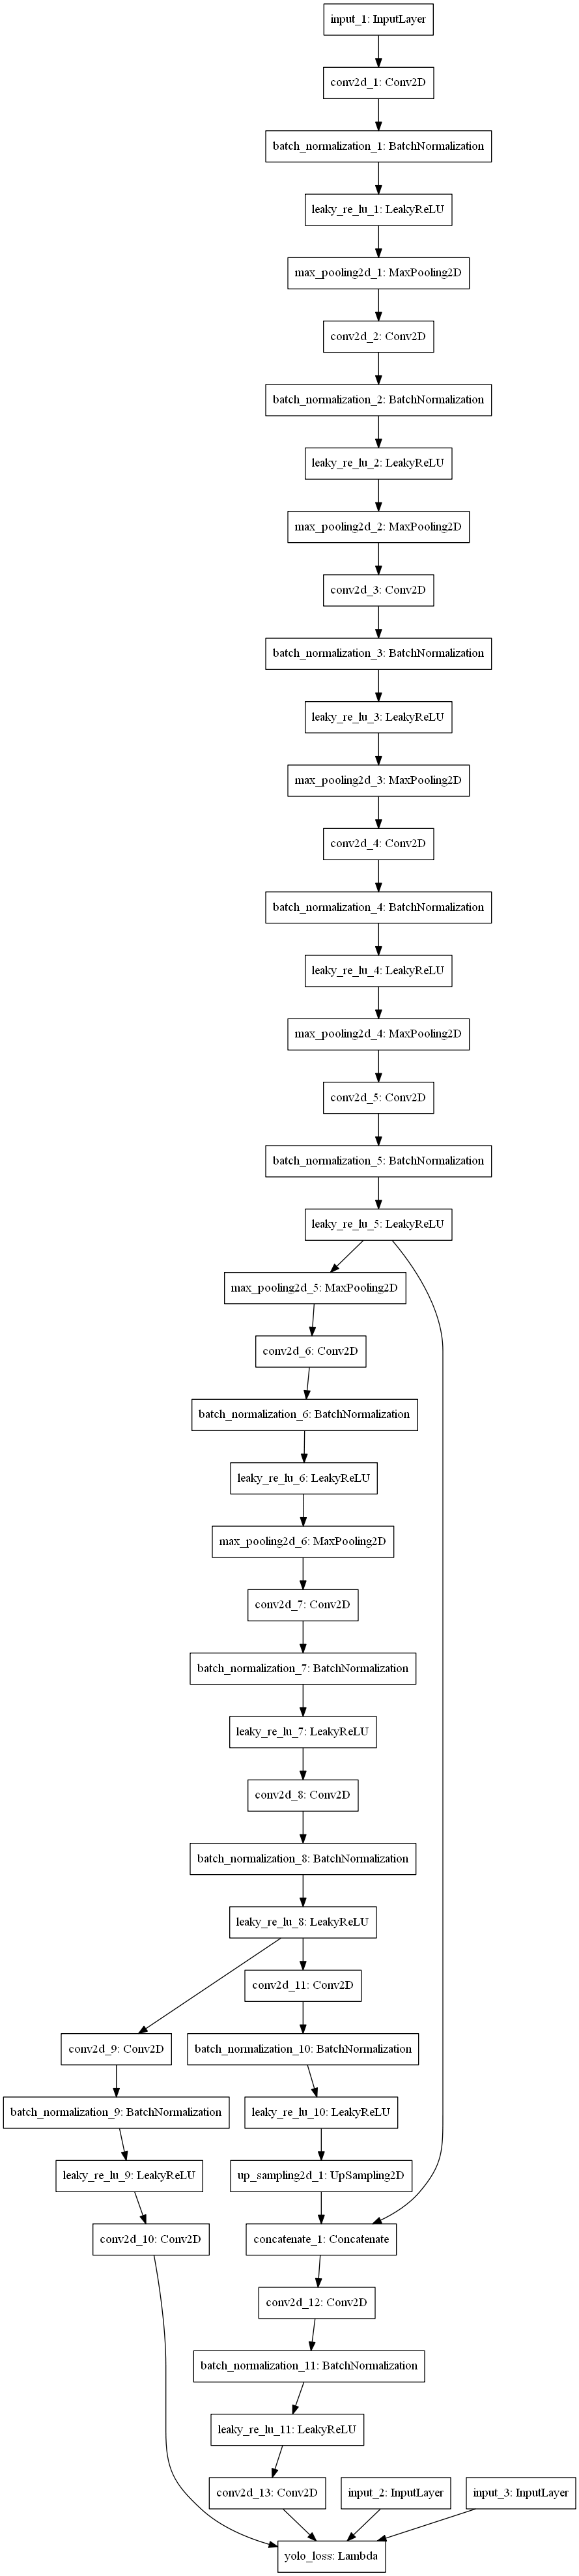 input_1: InputLayer
conv2d_1: Conv2D
batch_normalization_1: BatchNormalization
leaky_re_lu_1: LeakyReLU
max_pooling2d_1: MaxPooling2D
conv2d_2: Conv2D
batch_normalization_2: BatchNormalization
leaky_re_lu_2: LeakyReLU
max_pooling2d_2: MaxPooling2D
conv2d_3: Conv2D
batch_normalization_3: BatchNormalization
leaky_re_lu_3: LeakyReLU
max_pooling2d_3: MaxPooling2D
conv2d_4: Conv2D
batch_normalization_4: BatchNormalization
leaky_re_lu_4: LeakyReLU
max_pooling2d_4: MaxPooling2D
conv2d_5: Conv2D
batch_normalization_5: BatchNormalization
leaky_re_lu_5: LeakyReLU
max_pooling2d_5: MaxPooling2D
conv2d_6: Conv2D
batch_normalization_6: BatchNormalization
leaky_re_lu_6: LeakyReLU
max_pooling2d_6: MaxPooling2D
conv2d_7: Conv2D
batch_normalization_7: BatchNormalization
leaky_re_lu_7: LeakyReLU
conv2d_8: Conv2D
batch_normalization_8: BatchNormalization
leaky_re_lu_8: LeakyReLU
conv2d_11: Conv2D
conv2d_9: Conv2D
batch_normalization_10: BatchNormalization
batch_normalization_9: BatchNormalization
leaky_re_lu_10: LeakyReLU
leaky_re_lu_9: LeakyReLU
up_sampling2d_1: UpSampling2D
conv2d_10: Conv2D
concatenate_1: Concatenate
conv2d_12: Conv2D
batch_normalization_11: BatchNormalization
leaky_re_lu_11: LeakyReLU
conv2d_13: Conv2D
input_2: InputLayer
input_3: InputLayer
yolo_loss: Lambda